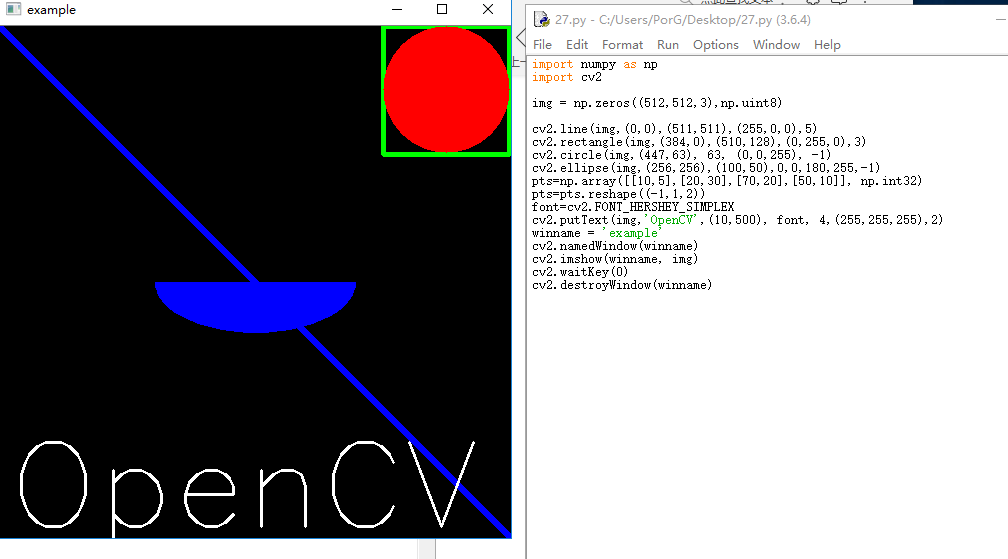 example
OpenCV
27.py - C:/Users/PorG/Desktop/27.py (3.6.4)
File Edit Format Run Options Window Help
import numpy as np
import cv2
img = np.zeros((512,512,3),np.uint8)
cv2.line(img,(0,0),(511,511),(255,0,0),5)
cv2.rectangle(img,(384,0),(510,128),(0,255,0),3)
cv2.circle(img,(447,63), 63, (0,0,255), -1)
cv2.ellipse(img,(256,256),(100,50),0,0,180,255,-1)
pts=np.array([[10,5],[20,30],[70,20],[50,10]], np.int32)
pts=pts.reshape((-1,1,2))
font=cv2.FONT_HERSHEY_SIMPLEX
cv2.putText(img,'OpenCV',(10,500), font, 4,(255,255,255),2)
winname = 'example'
cv2.namedWindow(winname)
cv2.imshow(winname, img)
cv2.waitKey(0)
cv2.destroyWindow(winname)